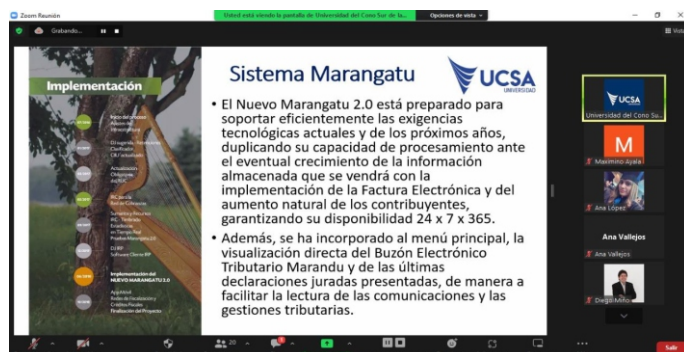 Zoom Reunión
Usted está viendo la pantalla de Universidad del Cono Sur de la...
Opciones de vista
Grabando...
Implementación
Sistema Marangatu
UCSA
UNIVERSIDAD
• El Nuevo Marangatu 2.0 está preparado para
soportar eficientemente las exigencias
tecnológicas actuales y de los próximos años,
duplicando su capacidad de procesamiento ante
el eventual crecimiento de la información
almacenada que se vendrá con la
implementación de la Factura Electrónica y del
aumento natural de los contribuyentes,
garantizando su disponibilidad 24 x 7 x 365.
• Además, se ha incorporado al menú principal, la
visualización directa del Buzón Electrónico
Tributario Marandu y de las últimas
declaraciones juradas presentadas, de manera a
facilitar la lectura de las comunicaciones y las
gestiones tributarias.
Implementación del
NUEVO MARANGATU 2.0
Finalización del Proyecto
UCSA
Universidad del Cono Su...
M
Maximino Ayala
Ana López
Ana Vallejos
Ana Vallejos
Diego Miño
20
Salir